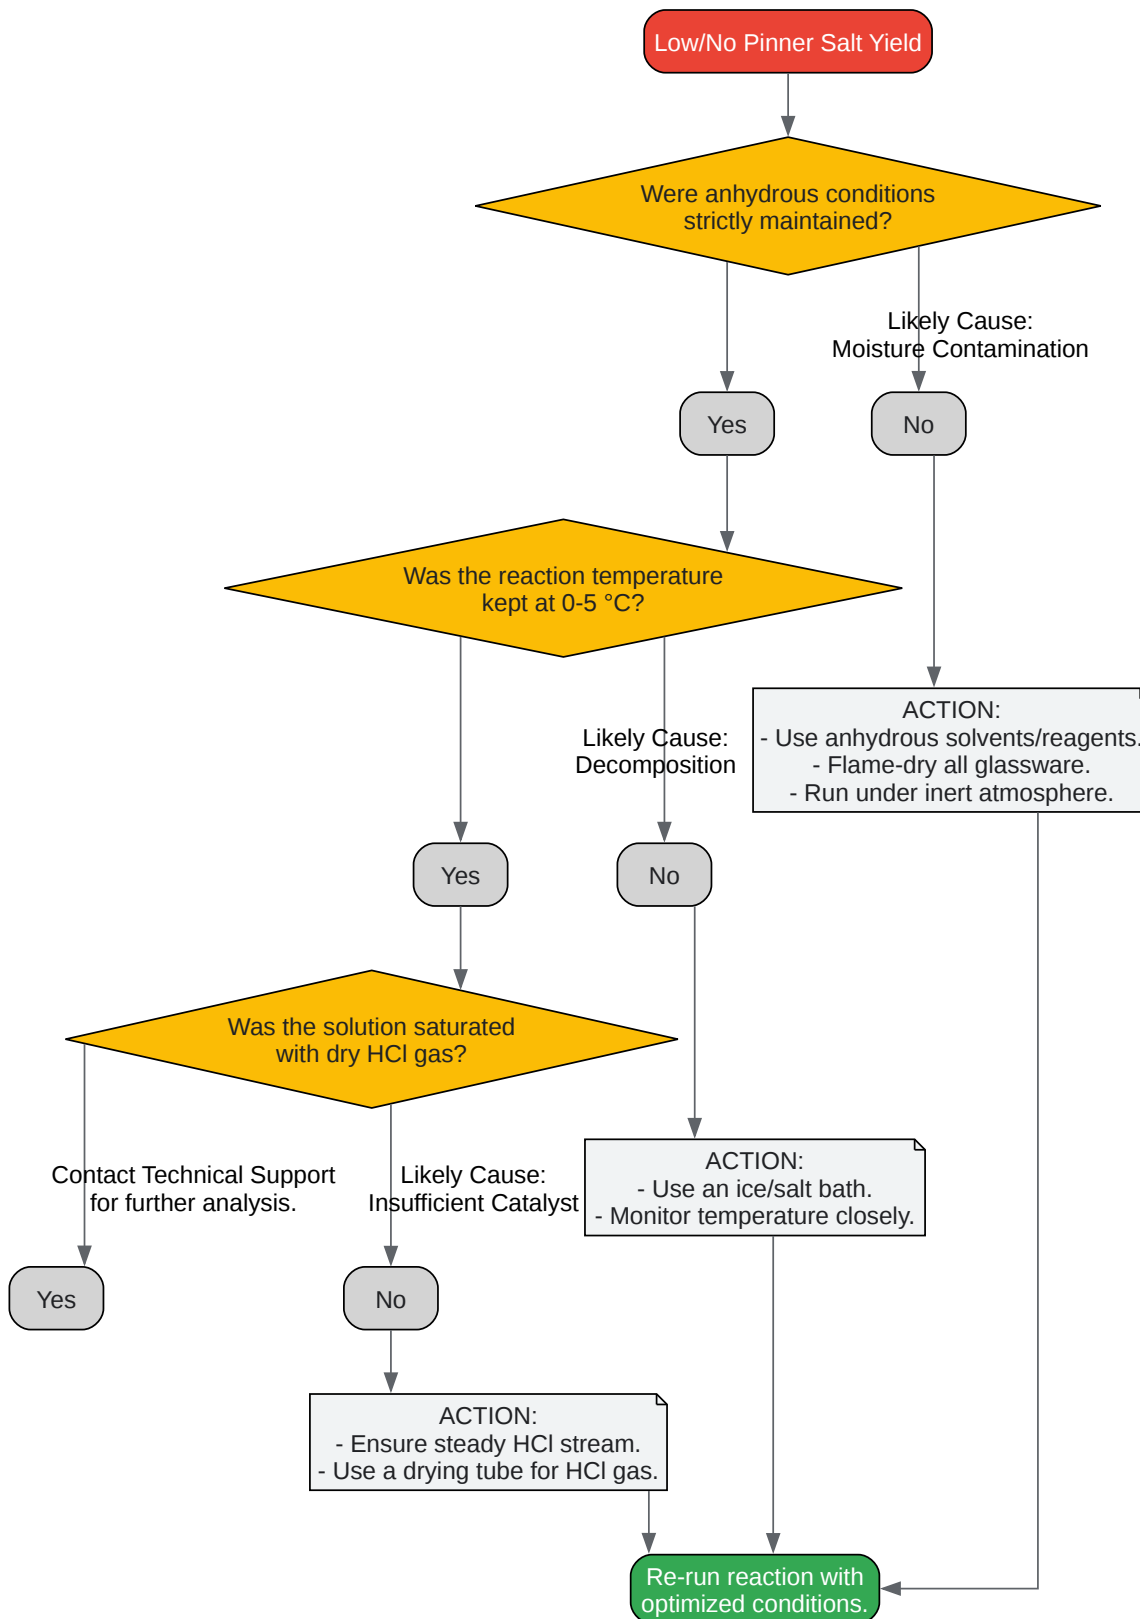 Low/No Pinner Salt Yield
Were anhydrous conditions
strictly maintained?
Likely Cause:
Moisture Contamination
Yes
No
Was the reaction temperature
kept at 0-5 °C?
ACTION:
- Use anhydrous solvents/reagents.
- Flame-dry all glassware.
- Run under inert atmosphere.
Likely Cause:
Decomposition
Yes
No
Was the solution saturated
with dry HCl gas?
Contact Technical Support
for further analysis.
Likely Cause:
Insufficient Catalyst
ACTION:
- Use an ice/salt bath.
- Monitor temperature closely.
Yes
No
ACTION:
- Ensure steady HCl stream.
- Use a drying tube for HCl gas.
Re-run reaction with
optimized conditions.